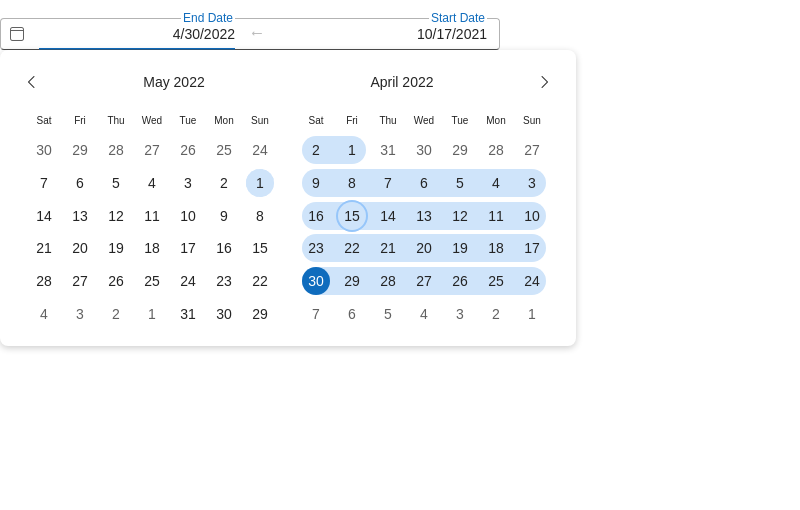 End Date Start Date
4/30/2022 ← 10/17/2021
May 2022 April 2022
Sat Fri Thu Wed Tue Mon Sun Sat Fri Thu Wed Tue Mon Sun
30 29 28 27 26 25 24 2 1 31 30 29 28 27
7 6 5 4 3 2 1 9 8 7 6 5 4 3
14 13 12 11 10 9 8 16 15 14 13 12 11 10
21 20 19 18 17 16 15 23 22 21 20 19 18 17
28 27 26 25 24 23 22 30 29 28 27 26 25 24
4 3 2 1 31 30 29 7 6 5 4 3 2 1